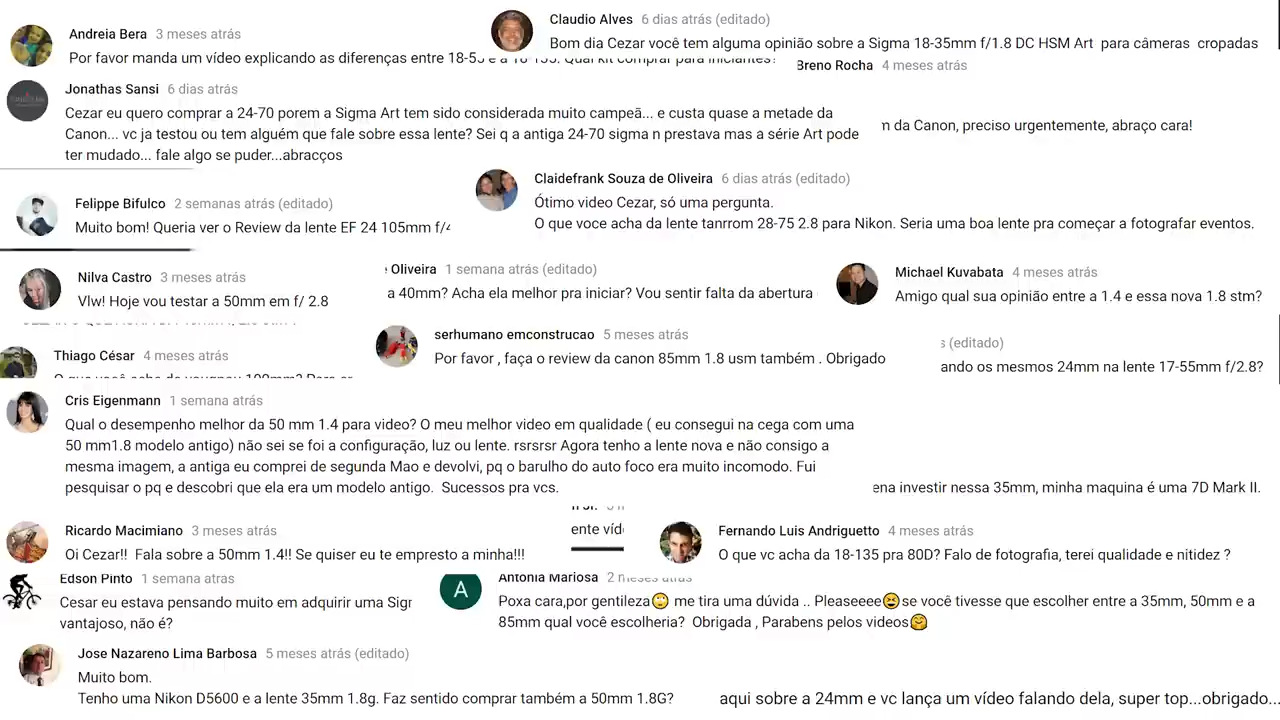 Andreia Bera 3 meses atrás
Por favor manda um vídeo explicando as diferenças entre 18-55 e a 18-135. Qual kit comprar para iniciantes?
Claudio Alves 6 dias atrás (editado)
Bom dia Cezar você tem alguma opinião sobre a Sigma 18-35mm f/1.8 DC HSM Art para câmeras cropadas
Breno Rocha 4 meses atrás
m da Canon, preciso urgentemente, abraço cara!
Jonathas Sansi 6 dias atrás
Cezar eu quero comprar a 24-70 porem a Sigma Art tem sido considerada muito campeã... e custa quase a metade da
Canon... vc ja testou ou tem alguém que fale sobre essa lente? Sei q a antiga 24-70 sigma n prestava mas a série Art pode
ter mudado... fale algo se puder...abracços
Felippe Bifulco 2 semanas atrás (editado)
Muito bom! Queria ver o Review da lente EF 24 105mm f/4
Claidefrank Souza de Oliveira 6 dias atrás (editado)
Ótimo video Cezar, só uma pergunta.
O que voce acha da lente tanrrom 28-75 2.8 para Nikon. Seria uma boa lente pra começar a fotografar eventos.
Nilva Castro 3 meses atrás
Vlw! Hoje vou testar a 50mm em f/ 2.8
Oliveira 1 semana atrás (editado)
a 40mm? Acha ela melhor pra iniciar? Vou sentir falta da abertura
Michael Kuvabata 4 meses atrás
Amigo qual sua opinião entre a 1.4 e essa nova 1.8 stm?
serhumano emconstrucao 5 meses atrás
Por favor , faça o review da canon 85mm 1.8 usm também . Obrigado
s (editado)
ando os mesmos 24mm na lente 17-55mm f/2.8?
Thiago César 4 meses atrás
O que você acha da yougnou 100mm?
Cris Eigenmann 1 semana atrás
Qual o desempenho melhor da 50 mm 1.4 para video? O meu melhor video em qualidade ( eu consegui na cega com uma
50 mm1.8 modelo antigo) não sei se foi a configuração, luz ou lente. rsrsrsr Agora tenho a lente nova e não consigo a
mesma imagem, a antiga eu comprei de segunda Mao e devolvi, pq o barulho do auto foco era muito incomodo. Fui
pesquisar o pq e descobri que ela era um modelo antigo. Sucessos pra vcs.
ena investir nessa 35mm, minha maquina é uma 7D Mark II.
Ricardo Macimiano 3 meses atrás
Oi Cezar!! Fala sobre a 50mm 1.4!! Se quiser eu te empresto a minha!!!
ente víd
Fernando Luis Andriguetto 4 meses atrás
O que vc acha da 18-135 pra 80D? Falo de fotografia, terei qualidade e nitidez ?
Edson Pinto 1 semana atrás
Cesar eu estava pensando muito em adquirir uma Sigr
vantajoso, não é?
A
Antonia Mariosa 2 meses atrás
Poxa cara,por gentileza🙄 me tira uma dúvida .. Pleaseeee😆se você tivesse que escolher entre a 35mm, 50mm e a
85mm qual você escolheria? Obrigada , Parabens pelos videos🤗
Jose Nazareno Lima Barbosa 5 meses atrás (editado)
Muito bom.
Tenho uma Nikon D5600 e a lente 35mm 1.8g. Faz sentido comprar também a 50mm 1.8G?
aqui sobre a 24mm e vc lança um vídeo falando dela, super top...obrigado...